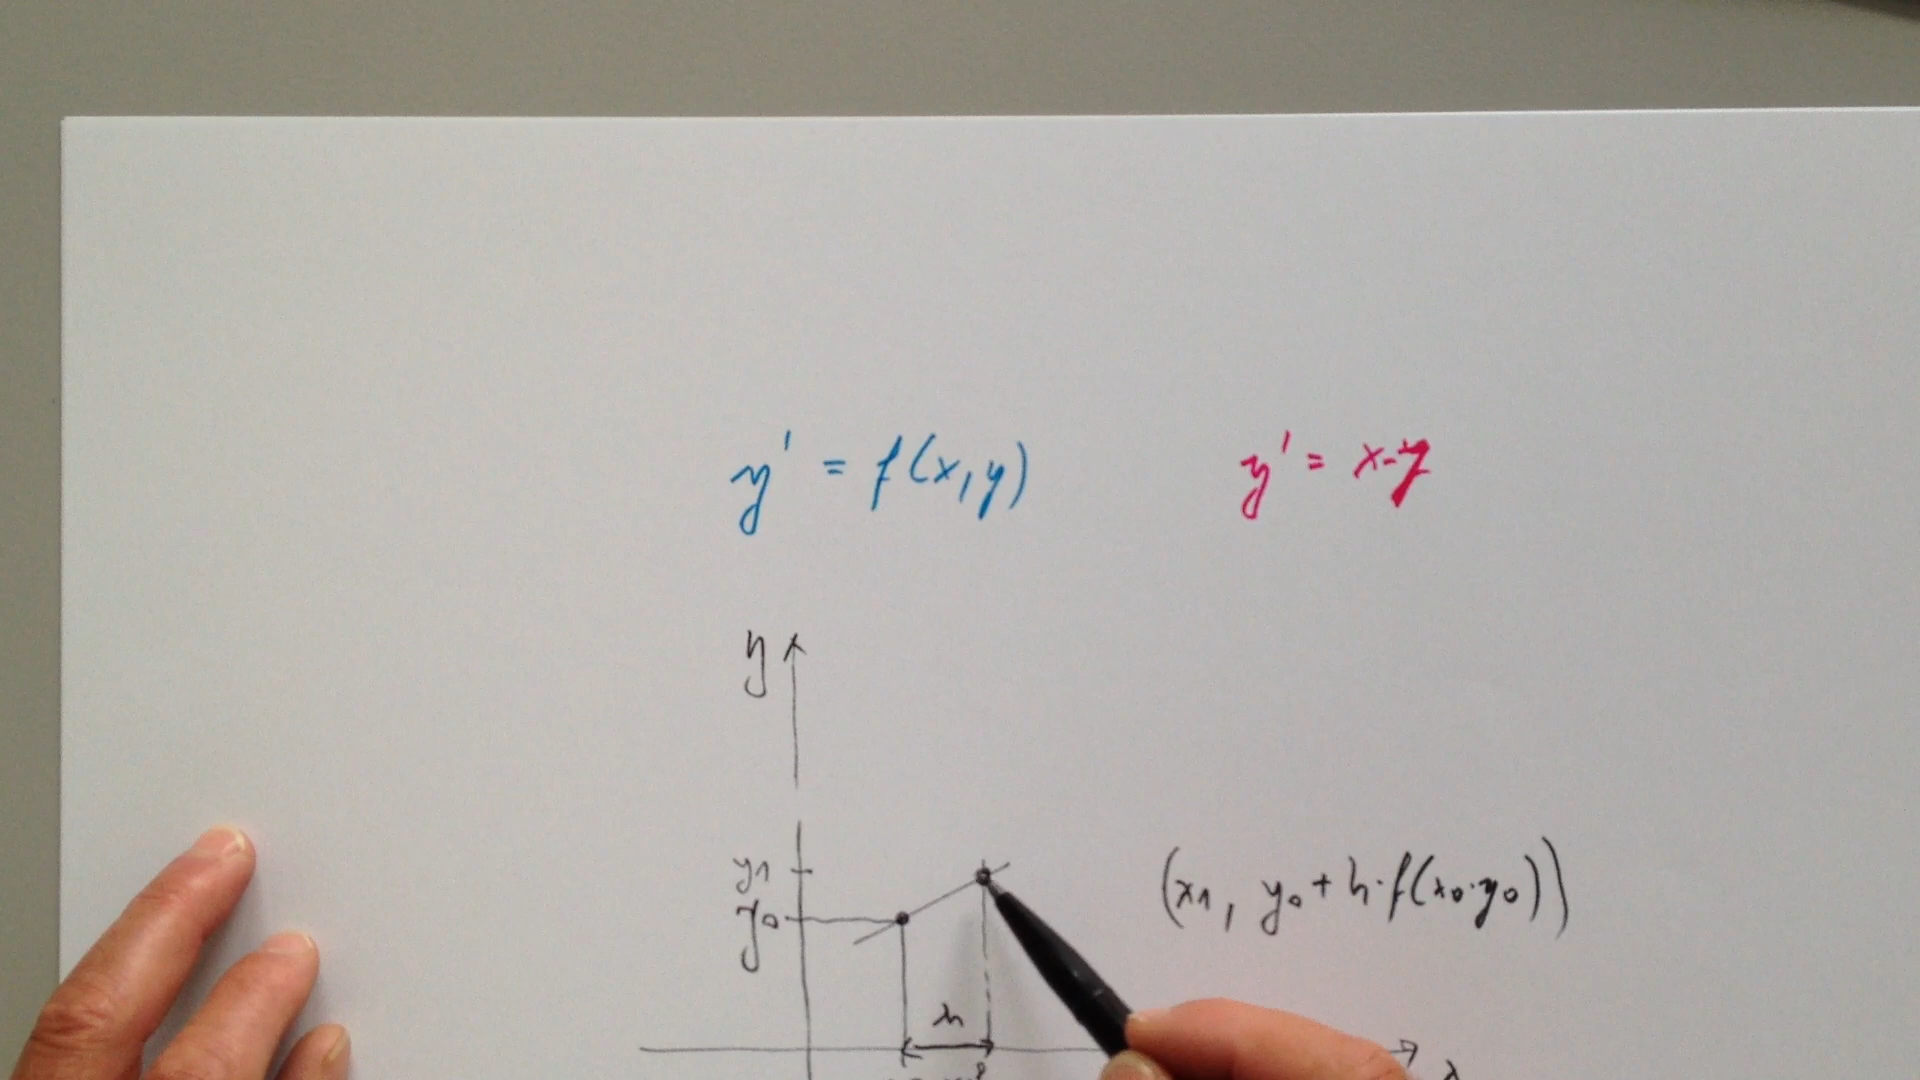 y' = f(x,y) y' = x-y
y
y1
y0 (x1, y0 + h·f(x0·y0))
h